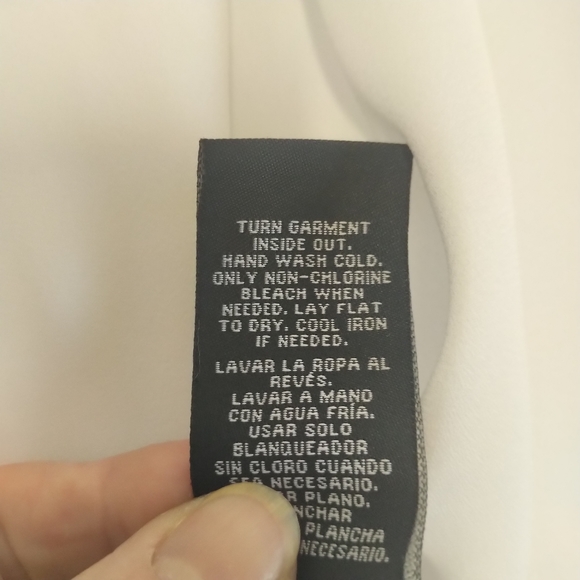 TURN GARMENT
INSIDE OUT.
HAND WASH COLD.
ONLY NON-CHLORINE
BLEACH WHEN
NEEDED. LAY FLAT
TO DRY. COOL IRON
IF NEEDED.
LAVAR LA ROPA AL
REVÉS.
LAVAR A MANO
CON AGUA FRÍA.
USAR SOLO
BLANQUEADOR
SIN CLORO CUANDO
SEA NECESARIO.
PLANO.
PLANCHA
NECESARIO.